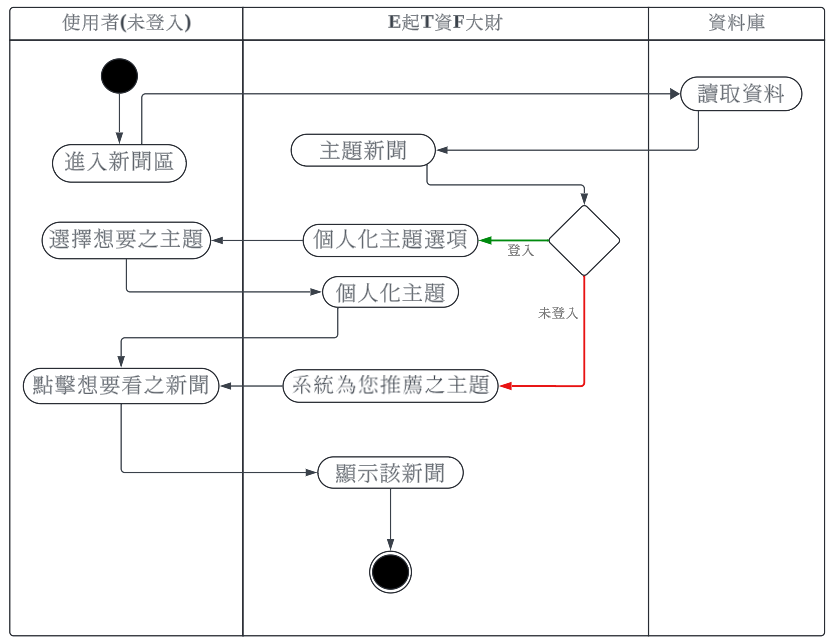 使用者(未登入)
E起T資F大財
資料庫
讀取資料
進入新聞區
主題新聞
選擇想要之主題
個人化主題選項
登入
個人化主題
未登入
點擊想要看之新聞
系統為您推薦之主題
顯示該新聞